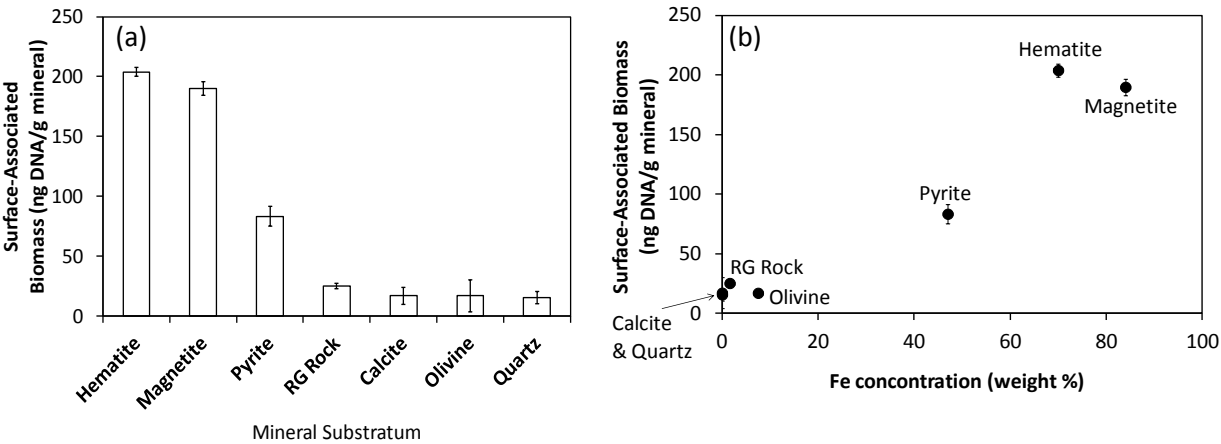 (a)
Surface-Associated
Biomass (ng DNA/g mineral)
250
200
150
100
50
0
Hematite
Magnetite
Pyrite
RG Rock
Calcite
Olivine
Quartz
Mineral Substratum
(b)
Surface-Associated Biomass
(ng DNA/g mineral)
250
200
150
100
50
0
Hematite
Magnetite
Pyrite
RG Rock
Olivine
Calcite
& Quartz
0 20 40 60 80 100
Fe concontration (weight %)